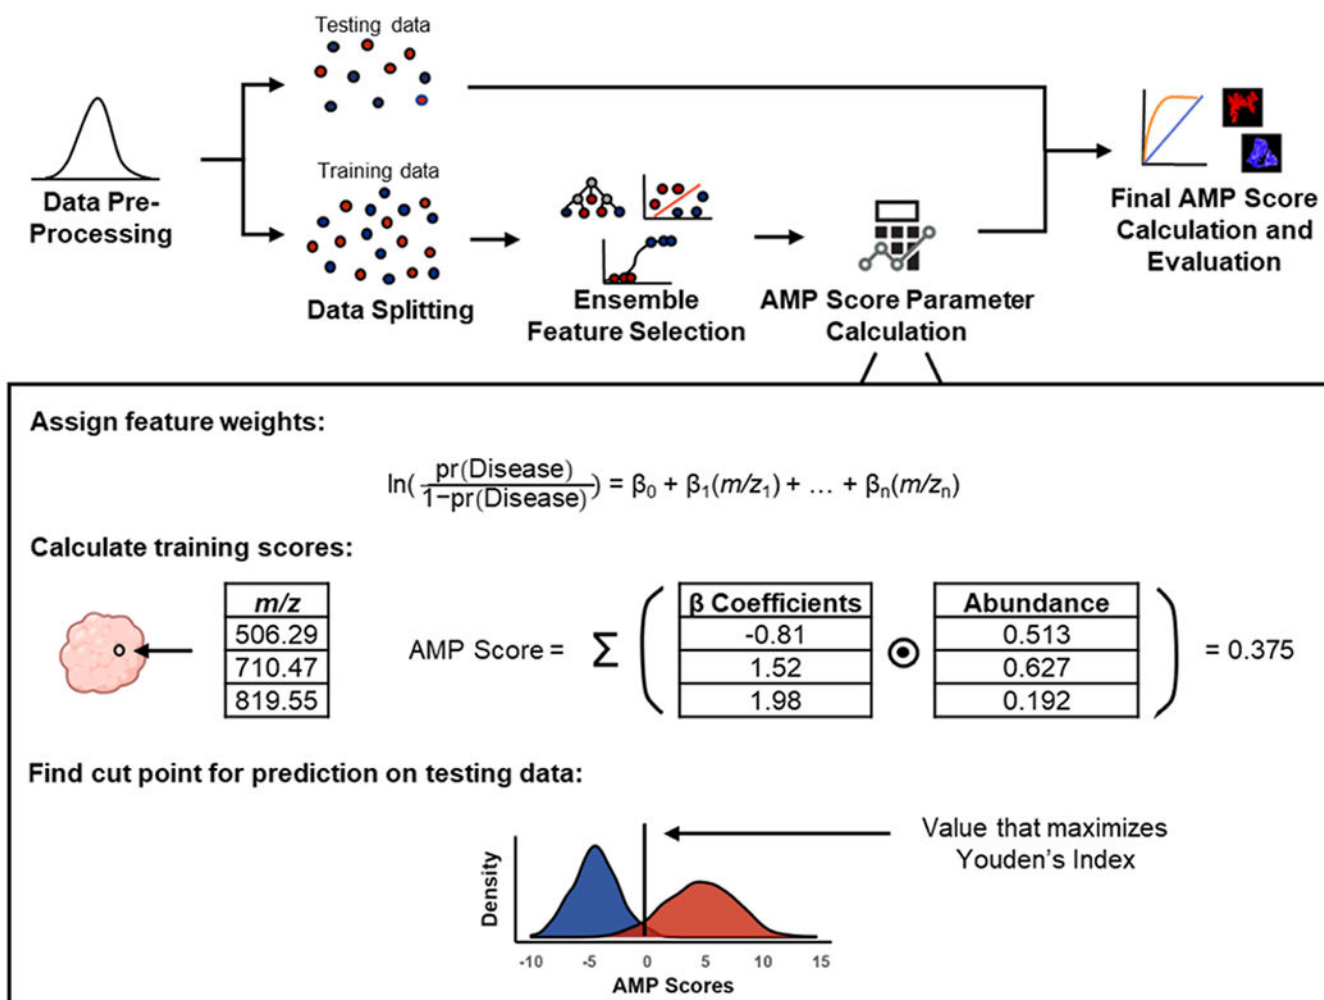 Testing data
Training data
Data Pre-
Processing
Data Splitting
Ensemble
Feature Selection
AMP Score Parameter
Calculation
Final AMP Score
Calculation and
Evaluation
Assign feature weights:
ln(pr(Disease)/1−pr(Disease)) = β₀ + β₁(m/z₁) + … + βₙ(m/zₙ)
Calculate training scores:
m/z
506.29
710.47
819.55
AMP Score = Σ
β Coefficients
-0.81
1.52
1.98
⊙
Abundance
0.513
0.627
0.192
= 0.375
Find cut point for prediction on testing data:
Value that maximizes
Youden's Index
Density
-10 -5 0 5 10 15
AMP Scores